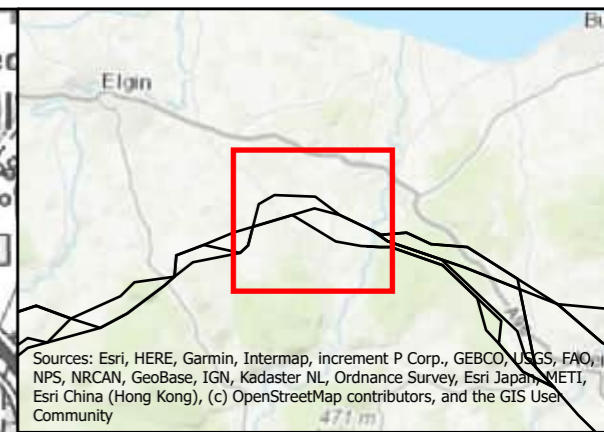 Bu
Elgin
Sources: Esri, HERE, Garmin, Intermap, increment P Corp., GEBCO, USGS, FAO,
NPS, NRCAN, GeoBase, IGN, Kadaster NL, Ordnance Survey, Esri Japan, METI,
Esri China (Hong Kong), (c) OpenStreetMap contributors, and the GIS User
Community
471 m